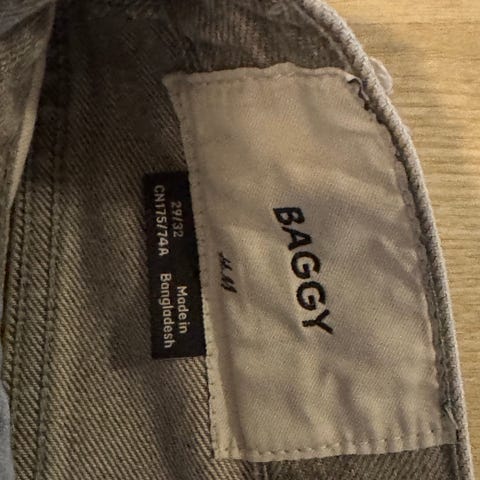 BAGGY
H&M
29/32
CN175/74A
Made in
Bangladesh